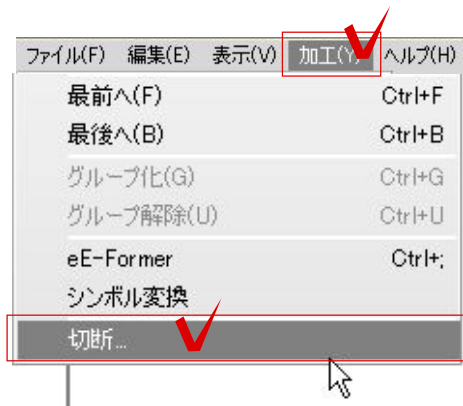 ファイル(F) 編集(E) 表示(V) 加工(Y) ヘルプ(H)
最前へ(F) Ctrl+F
最後へ(B) Ctrl+B
グループ化(G) Ctrl+G
グループ解除(U) Ctrl+U
eE-Former Ctrl+;
シンボル変換
切断...